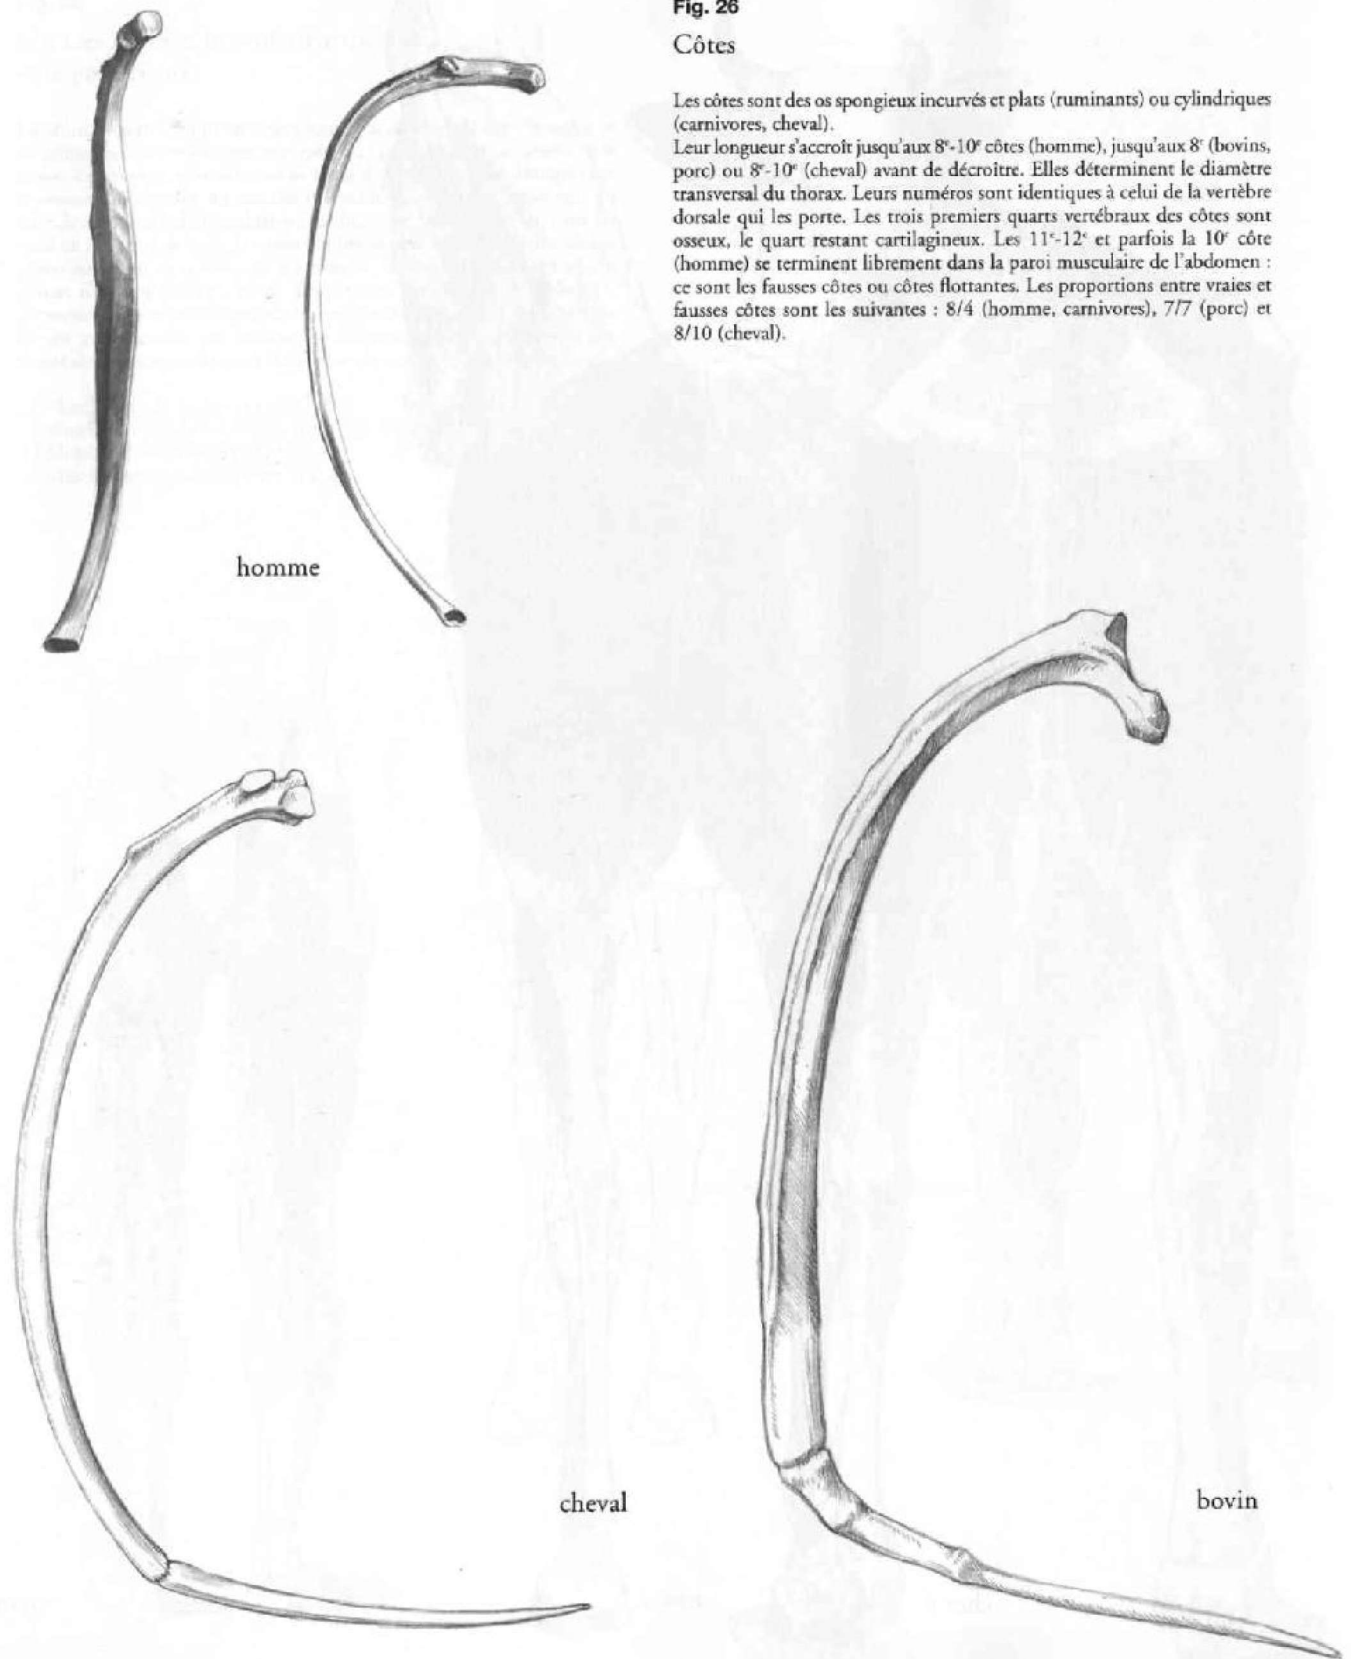 Fig. 26
Côtes
Les côtes sont des os spongieux incurvés et plats (ruminants) ou cylindriques
(carnivores, cheval).
Leur longueur s'accroît jusqu'aux 8e-10e côtes (homme), jusqu'aux 8e (bovins,
porc) ou 8e-10e (cheval) avant de décroître. Elles déterminent le diamètre
transversal du thorax. Leurs numéros sont identiques à celui de la vertèbre
dorsale qui les porte. Les trois premiers quarts vertébraux des côtes sont
osseux, le quart restant cartilagineux. Les 11e-12e et parfois la 10e côte
(homme) se terminent librement dans la paroi musculaire de l'abdomen :
ce sont les fausses côtes ou côtes flottantes. Les proportions entre vraies et
fausses côtes sont les suivantes : 8/4 (homme, carnivores), 7/7 (porc) et
8/10 (cheval).
homme
cheval
bovin